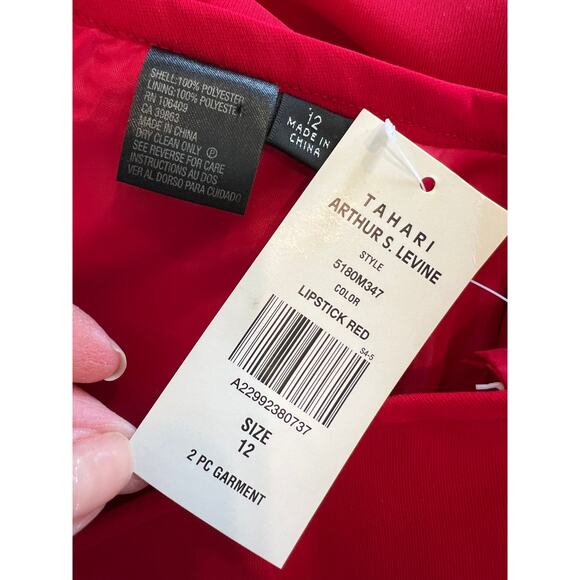 SHELL:100% POLYESTER
LINING:100% POLYESTER
RN 106409
CA 39863
MADE IN CHINA
DRY CLEAN ONLY Ⓟ
SEE REVERSE FOR CARE
INSTRUCTIONS AU DOS
VER AL DORSO PARA CUIDADO
12
MADE IN
CHINA
TAHARI
ARTHUR S. LEVINE
STYLE
5180M347
COLOR
LIPSTICK RED
S4-5
A22992380737
SIZE
12
2 PC GARMENT